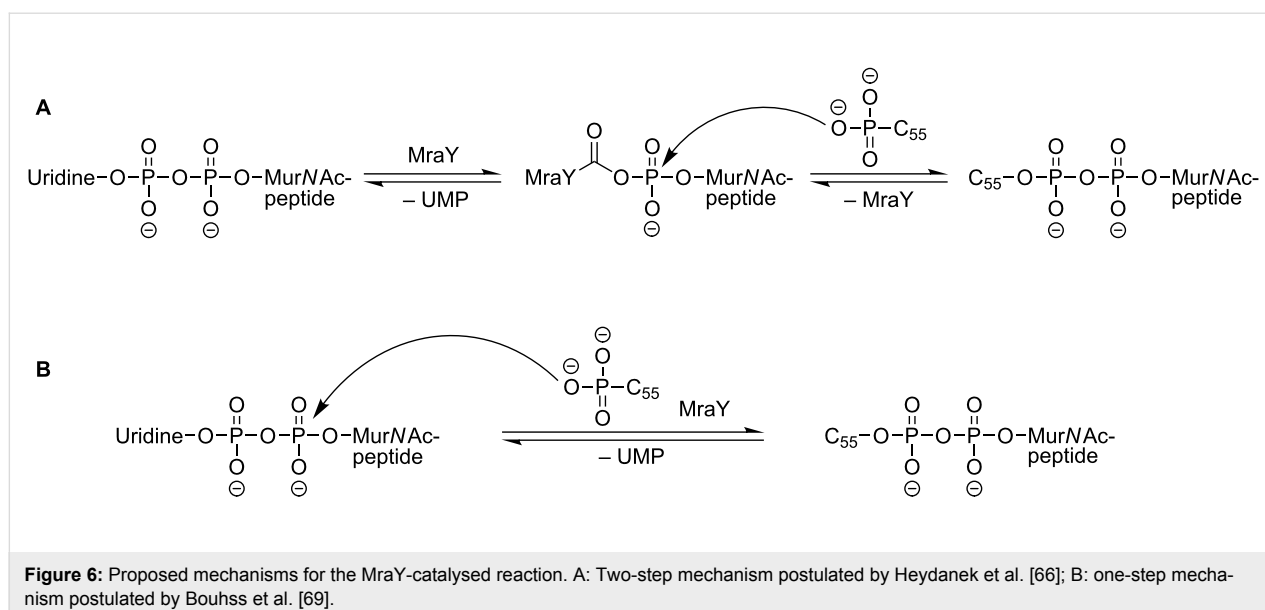 A
O O
Uridine–O–P–O–P–O–MurNAc-
peptide
O O
⊖ ⊖
MraY
– UMP
O
MraY
O
O–P–O–MurNAc-
peptide
O
⊖
⊖
⊖ O
O–P–C55
O
– MraY
O O
C55–O–P–O–P–O–MurNAc-
peptide
O O
⊖ ⊖
B
O O
Uridine–O–P–O–P–O–MurNAc-
peptide
O O
⊖ ⊖
⊖
⊖ O
O–P–C55
O
MraY
– UMP
O O
C55–O–P–O–P–O–MurNAc-
peptide
O O
⊖ ⊖
Figure 6: Proposed mechanisms for the MraY-catalysed reaction. A: Two-step mechanism postulated by Heydanek et al. [66]; B: one-step mecha-
nism postulated by Bouhss et al. [69].